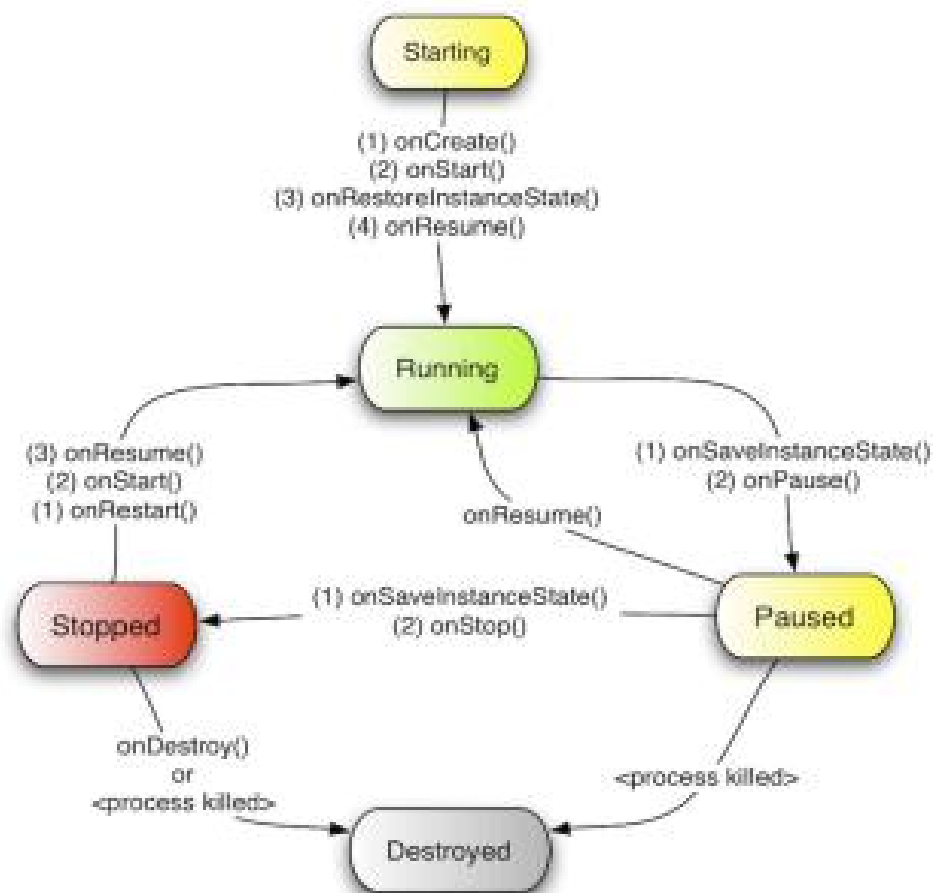 Starting
(1) onCreate()
(2) onStart()
(3) onRestoreInstanceState()
(4) onResume()
Running
(3) onResume()
(2) onStart()
(1) onRestart()
(1) onSaveInstanceState()
(2) onPause()
onResume()
Stopped
(1) onSaveInstanceState()
(2) onStop()
Paused
onDestroy()
or
<process killed>
<process killed>
Destroyed